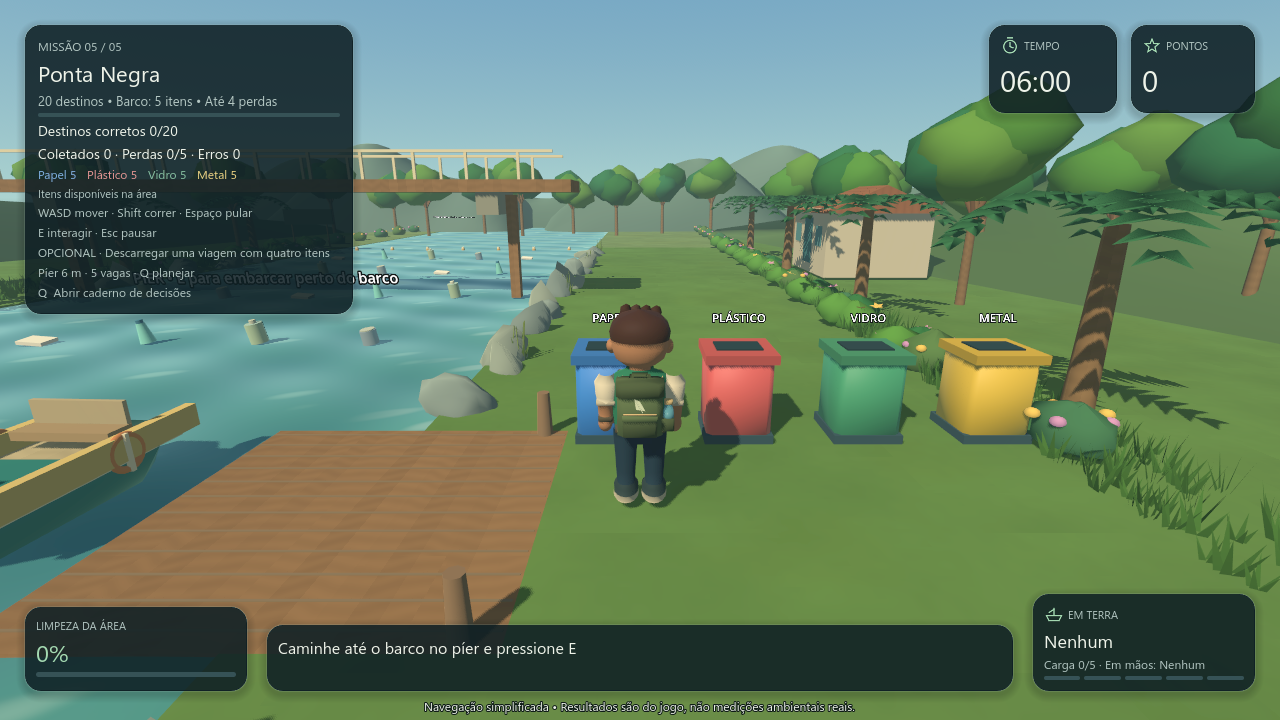 MISSÃO 05 / 05
Ponta Negra
20 destinos • Barco: 5 itens • Até 4 perdas
Destinos corretos 0/20
Coletados 0 · Perdas 0/5 · Erros 0
Papel 5 Plástico 5 Vidro 5 Metal 5
Itens disponíveis na área
WASD mover · Shift correr · Espaço pular
E interagir · Esc pausar
OPCIONAL · Descarregar uma viagem com quatro itens
Pier 6 m · 5 vagas · Q planejar
Q Abrir caderno de decisões
para embarcar perto do barco
TEMPO
06:00
PONTOS
0
PLÁSTICO
VIDRO
METAL
LIMPEZA DA ÁREA
0%
Caminhe até o barco no píer e pressione E
EM TERRA
Nenhum
Carga 0/5 · Em mãos: Nenhum
Navegação simplificada • Resultados são do jogo, não medições ambientais reais.